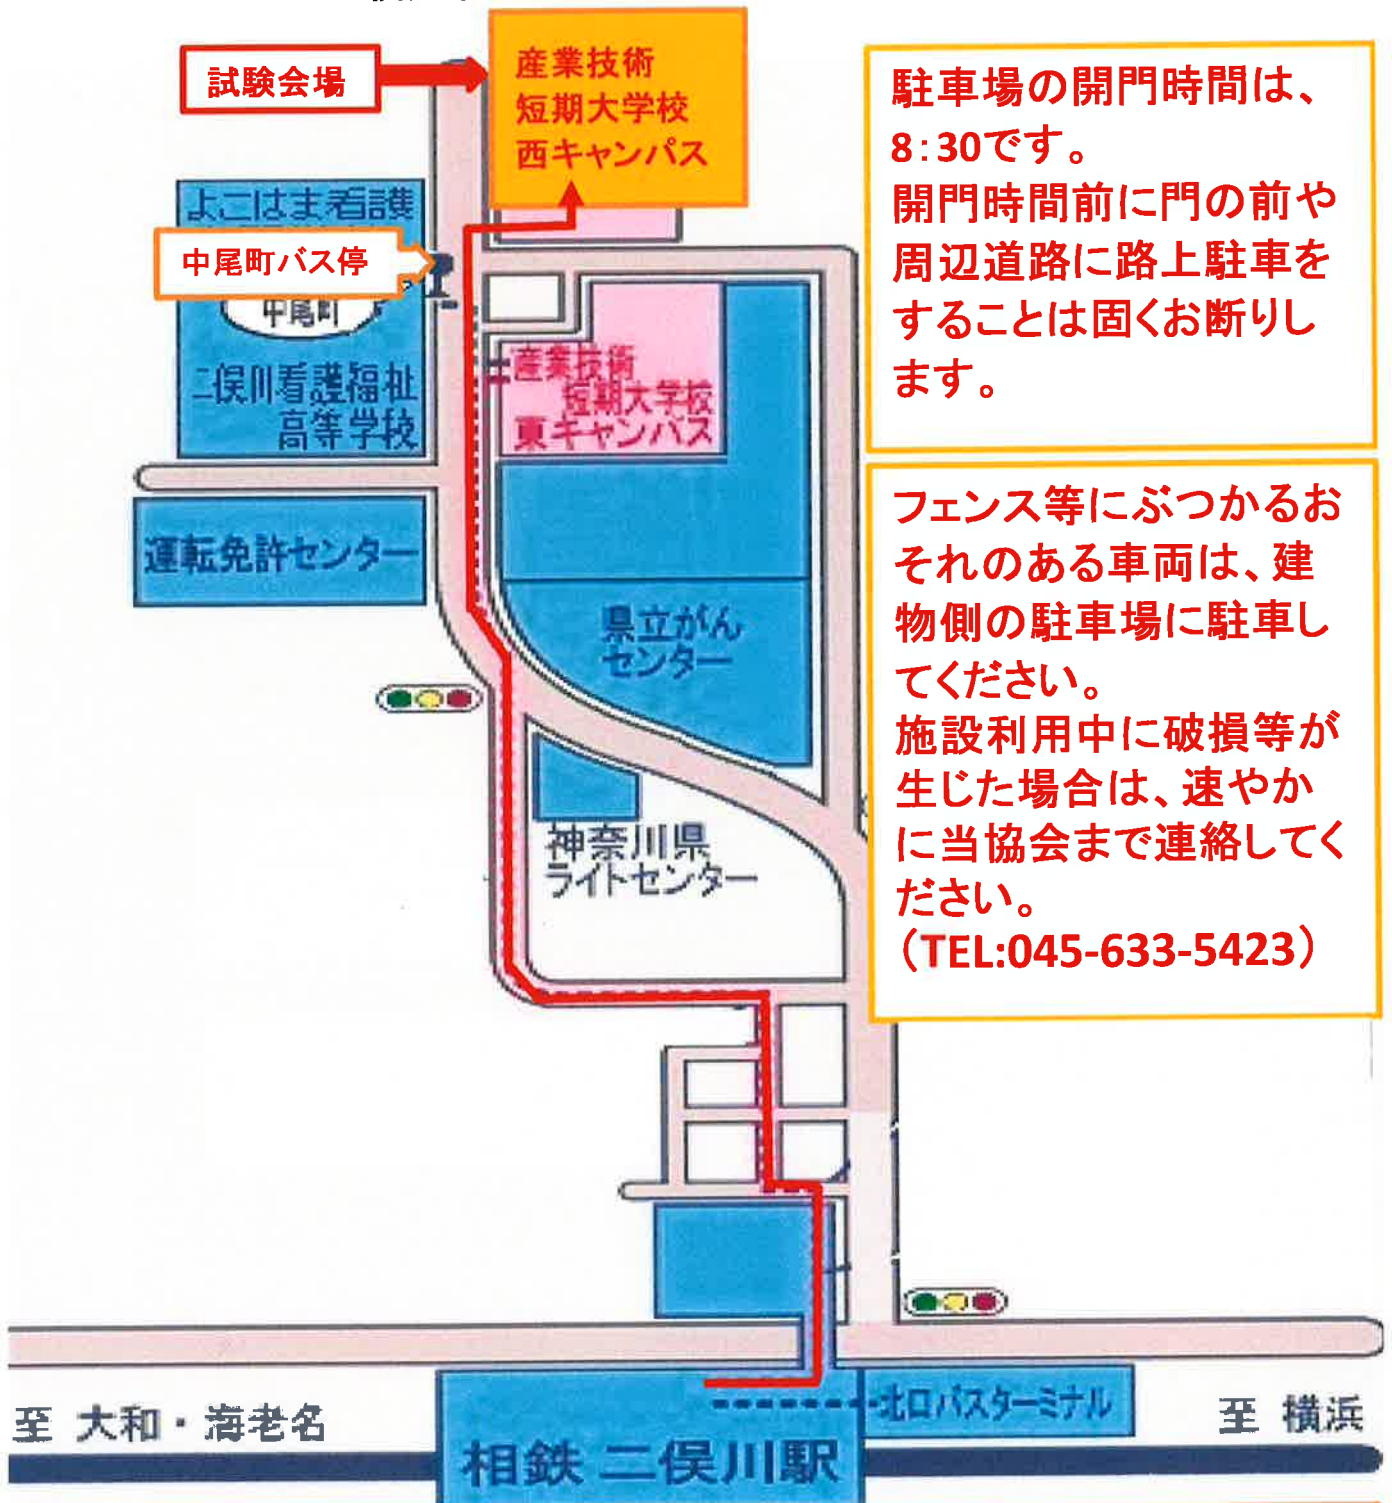 試験会場
産業技術
短期大学校
西キャンパス
駐車場の開門時間は、
8:30です。
開門時間前に門の前や
周辺道路に路上駐車を
することは固くお断りし
ます。
よこはま看護
中尾町バス停
中尾町
二俣川看護福祉
高等学校
産業技術
短期大学校
東キャンパス
運転免許センター
県立がん
センター
フェンス等にぶつかるお
それのある車両は、建
物側の駐車場に駐車し
てください。
施設利用中に破損等が
生じた場合は、速やか
に当協会まで連絡してく
ださい。
(TEL:045-633-5423)
神奈川県
ライトセンター
北口バスターミナル
至 大和・海老名
至 横浜
相鉄 二俣川駅